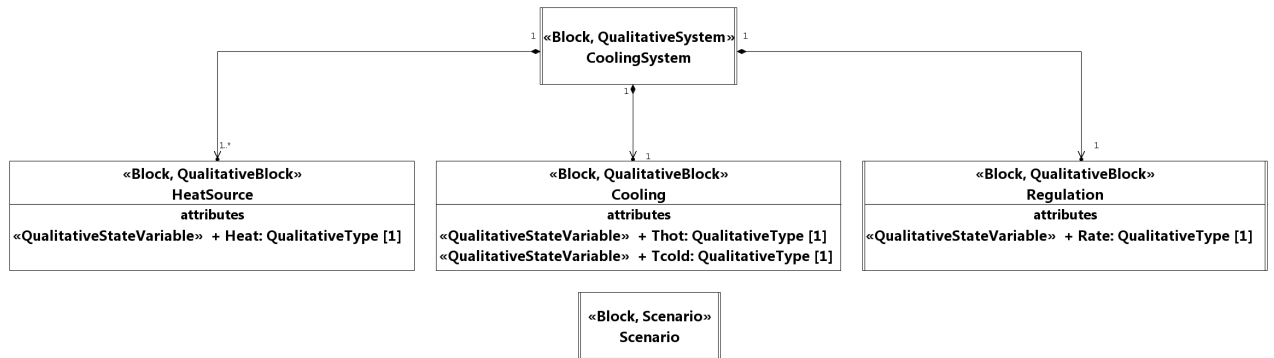 «Block, QualitativeSystem»
CoolingSystem
1
1
1
1..*
1
1
«Block, QualitativeBlock»
HeatSource
attributes
«QualitativeStateVariable» + Heat: QualitativeType [1]
«Block, QualitativeBlock»
Cooling
attributes
«QualitativeStateVariable» + Thot: QualitativeType [1]
«QualitativeStateVariable» + Tcold: QualitativeType [1]
«Block, QualitativeBlock»
Regulation
attributes
«QualitativeStateVariable» + Rate: QualitativeType [1]
«Block, Scenario»
Scenario